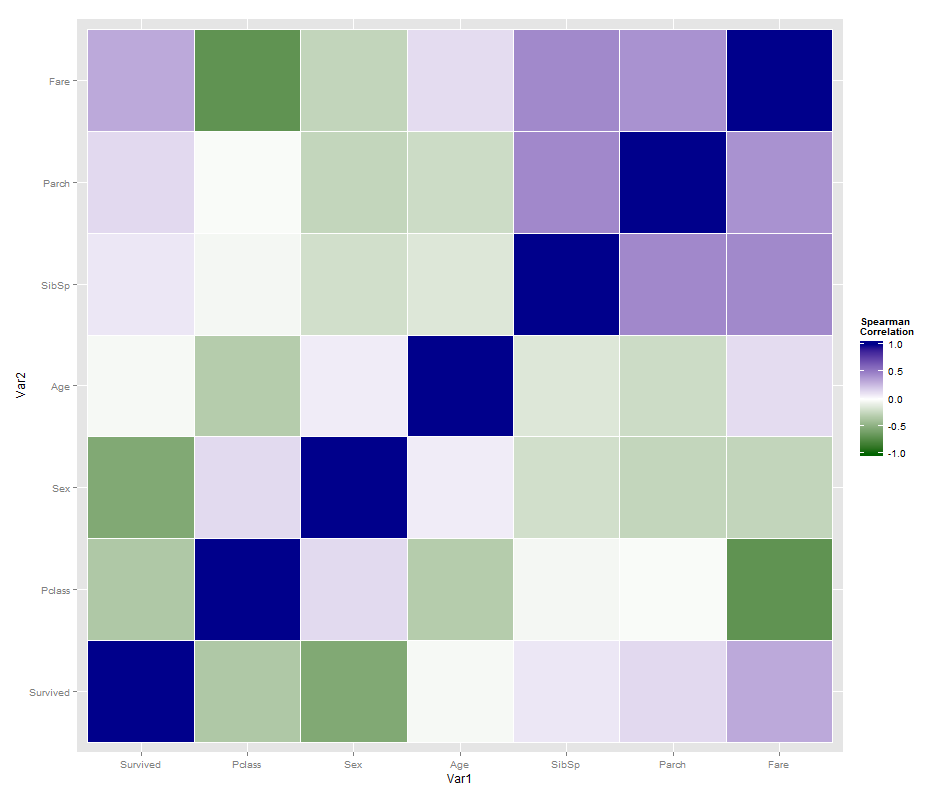 Fare
Parch
SibSp
Age
Sex
Pclass
Survived
Var2
Survived Pclass Sex Age SibSp Parch Fare
Var1
Spearman
Correlation
1.0
0.5
0.0
-0.5
-1.0